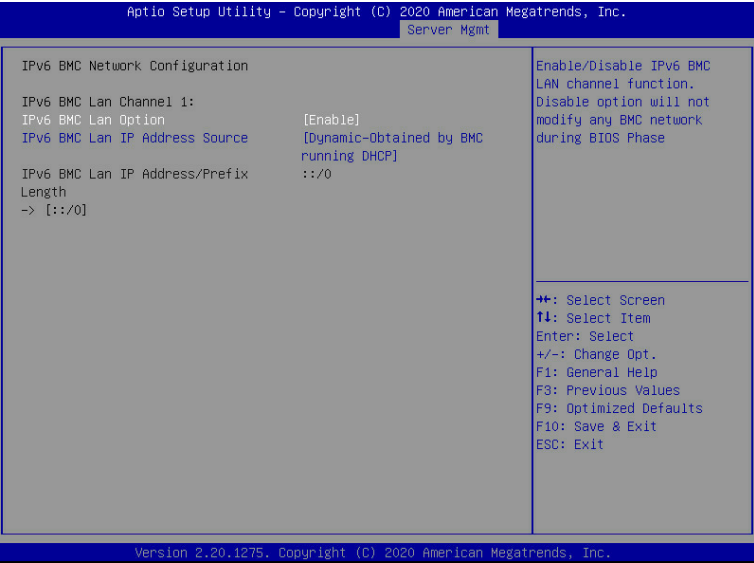 Aptio Setup Utility – Copyright (C) 2020 American Megatrends, Inc.
Server Mgmt
IPv6 BMC Network Configuration
IPv6 BMC Lan Channel 1:
IPv6 BMC Lan Option [Enable]
IPv6 BMC Lan IP Address Source [Dynamic-Obtained by BMC
running DHCP]
IPv6 BMC Lan IP Address/Prefix ::/0
Length
-> [::/0]
Enable/Disable IPv6 BMC
LAN channel function.
Disable option will not
modify any BMC network
during BIOS Phase
→←: Select Screen
↑↓: Select Item
Enter: Select
+/-: Change Opt.
F1: General Help
F3: Previous Values
F9: Optimized Defaults
F10: Save & Exit
ESC: Exit
Version 2.20.1275. Copyright (C) 2020 American Megatrends, Inc.